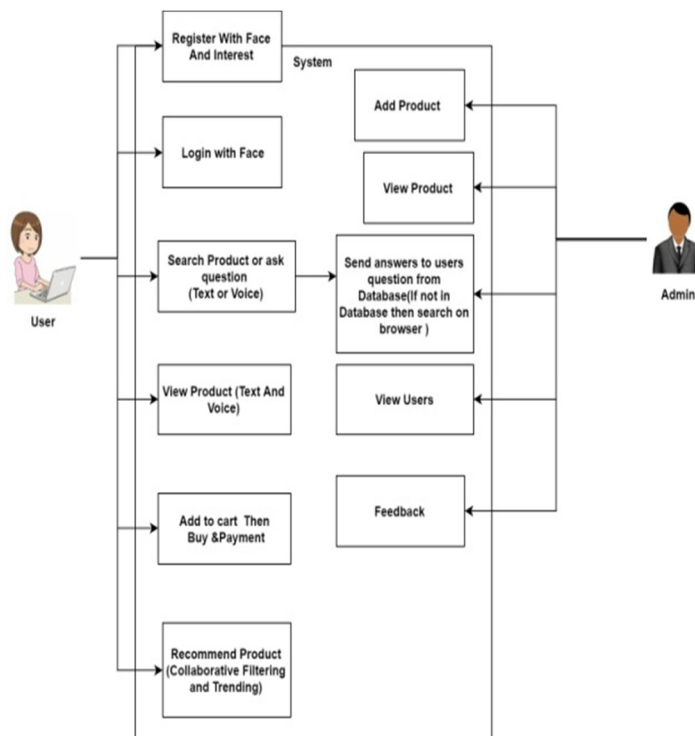 Register With Face
And Interest
System
Add Product
Login with Face
View Product
Search Product or ask
question
(Text or Voice)
Send answers to users
question from
Database(If not in
Database then search on
browser )
User
Admin
View Product (Text And
Voice)
View Users
Add to cart Then
Buy &Payment
Feedback
Recommend Product
(Collaborative Filtering
and Trending)